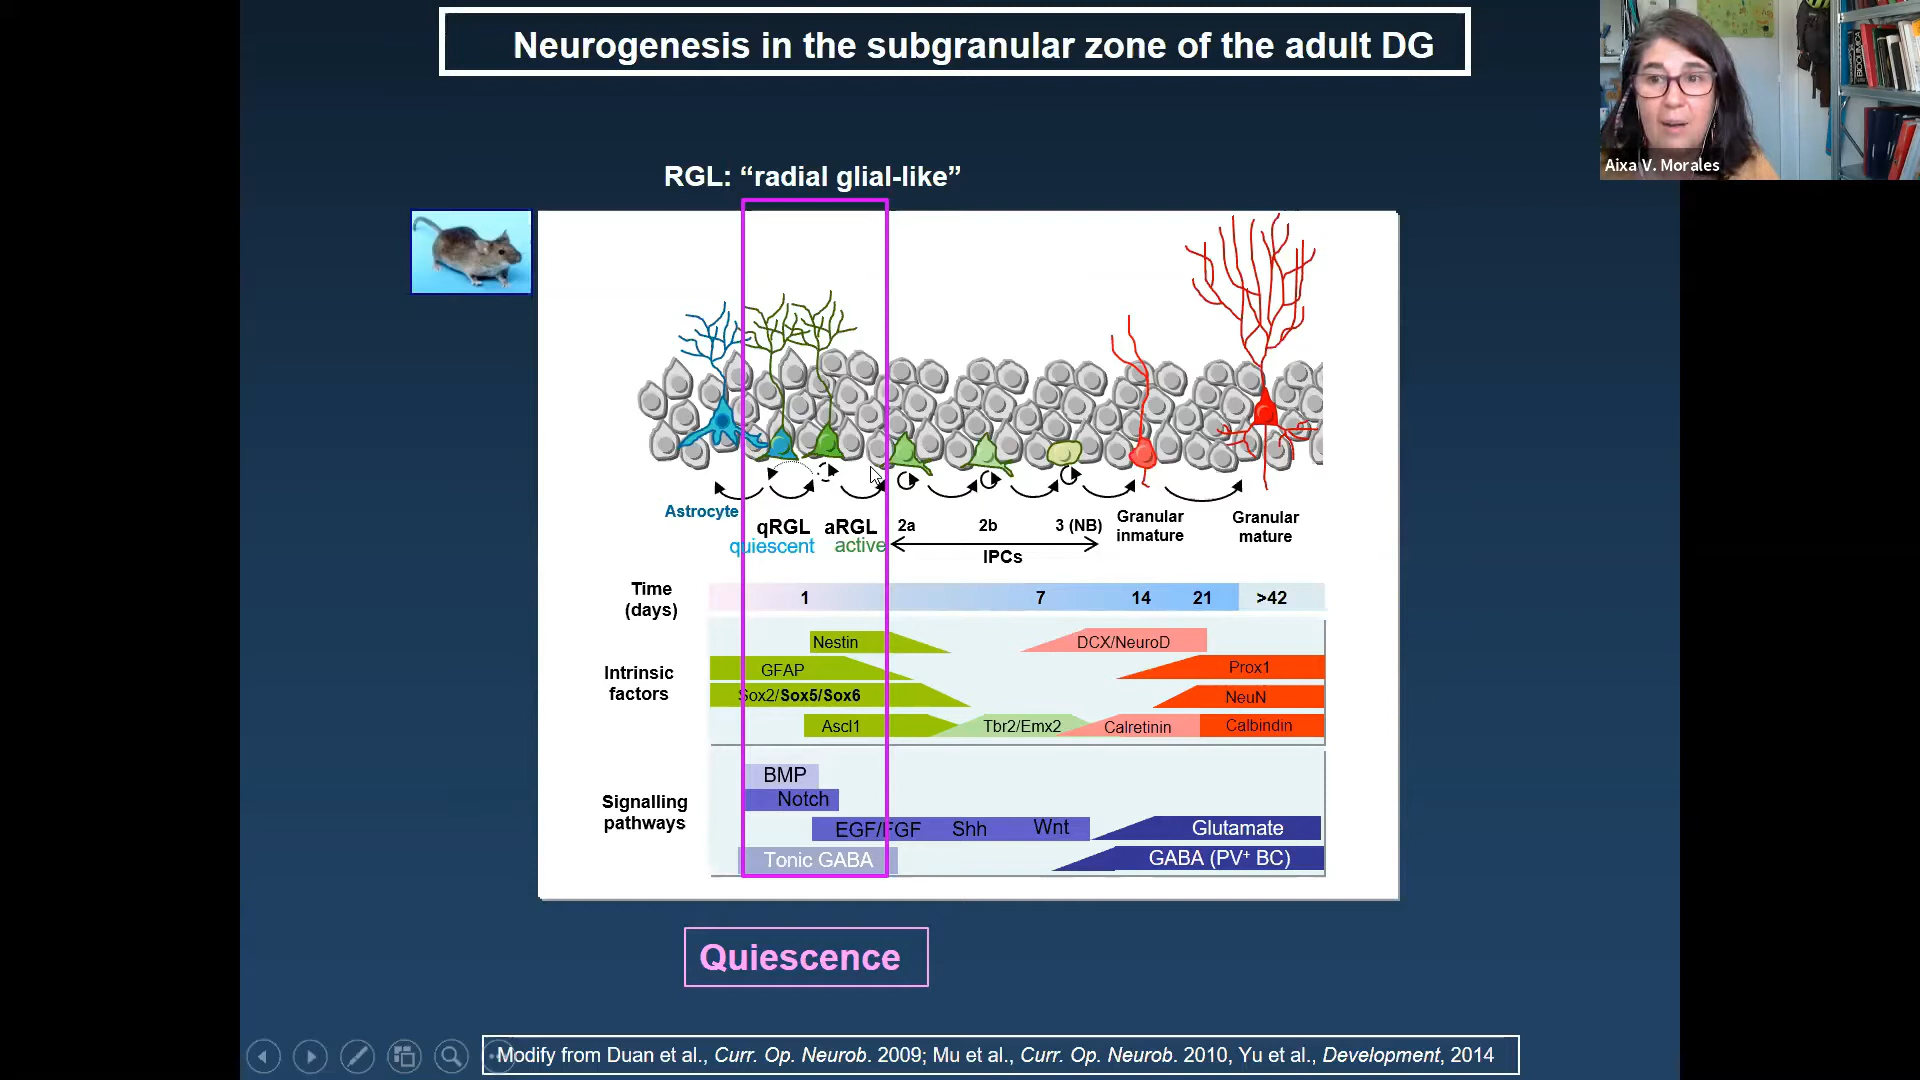 Neurogenesis in the subgranular zone of the adult DG
Aixa V. Morales
RGL: “radial glial-like”
Astrocyte
qRGL aRGL 2a 2b 3 (NB)
quiescent active
IPCs
Granular
inmature
Granular
mature
Time
(days)
1 7 14 21 >42
Intrinsic
factors
Nestin DCX/NeuroD
GFAP Prox1
Sox2/Sox5/Sox6 NeuN
Ascl1 Tbr2/Emx2 Calretinin Calbindin
Signalling
pathways
BMP
Notch
EGF/FGF Shh Wnt Glutamate
Tonic GABA GABA (PV⁺ BC)
Quiescence
Modify from Duan et al., Curr. Op. Neurob. 2009; Mu et al., Curr. Op. Neurob. 2010, Yu et al., Development, 2014